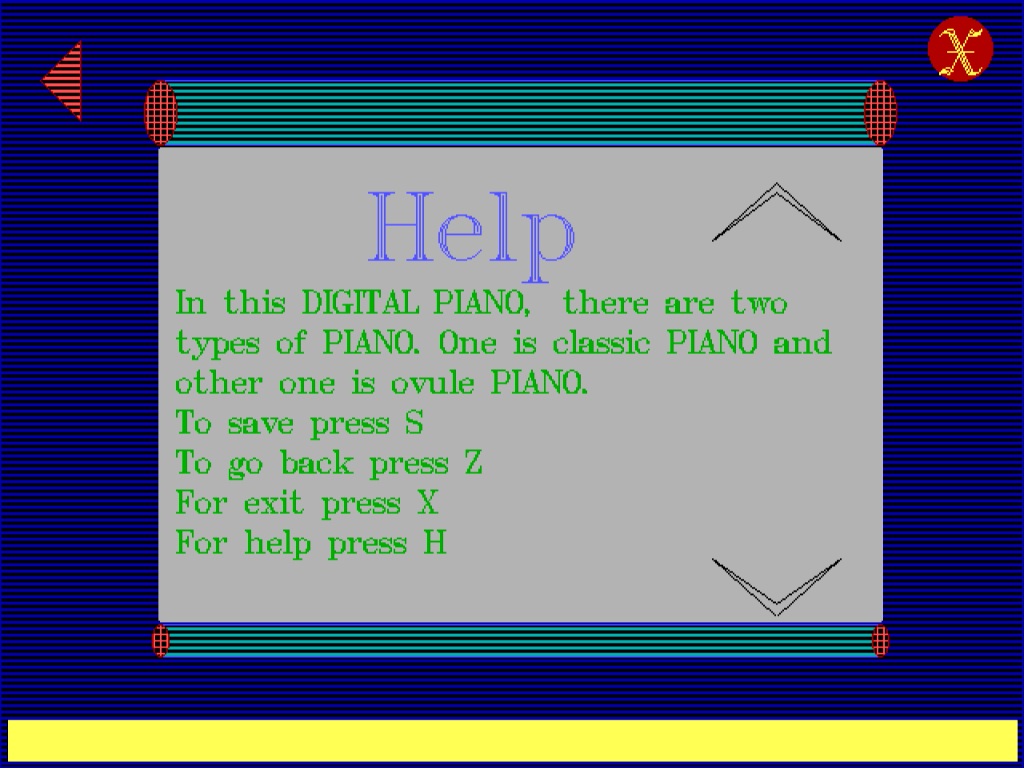 X
Help
In this DIGITAL PIANO,  there are two
types of PIANO. One is classic PIANO and
other one is ovule PIANO.
To save press S
To go back press Z
For exit press X
For help press H